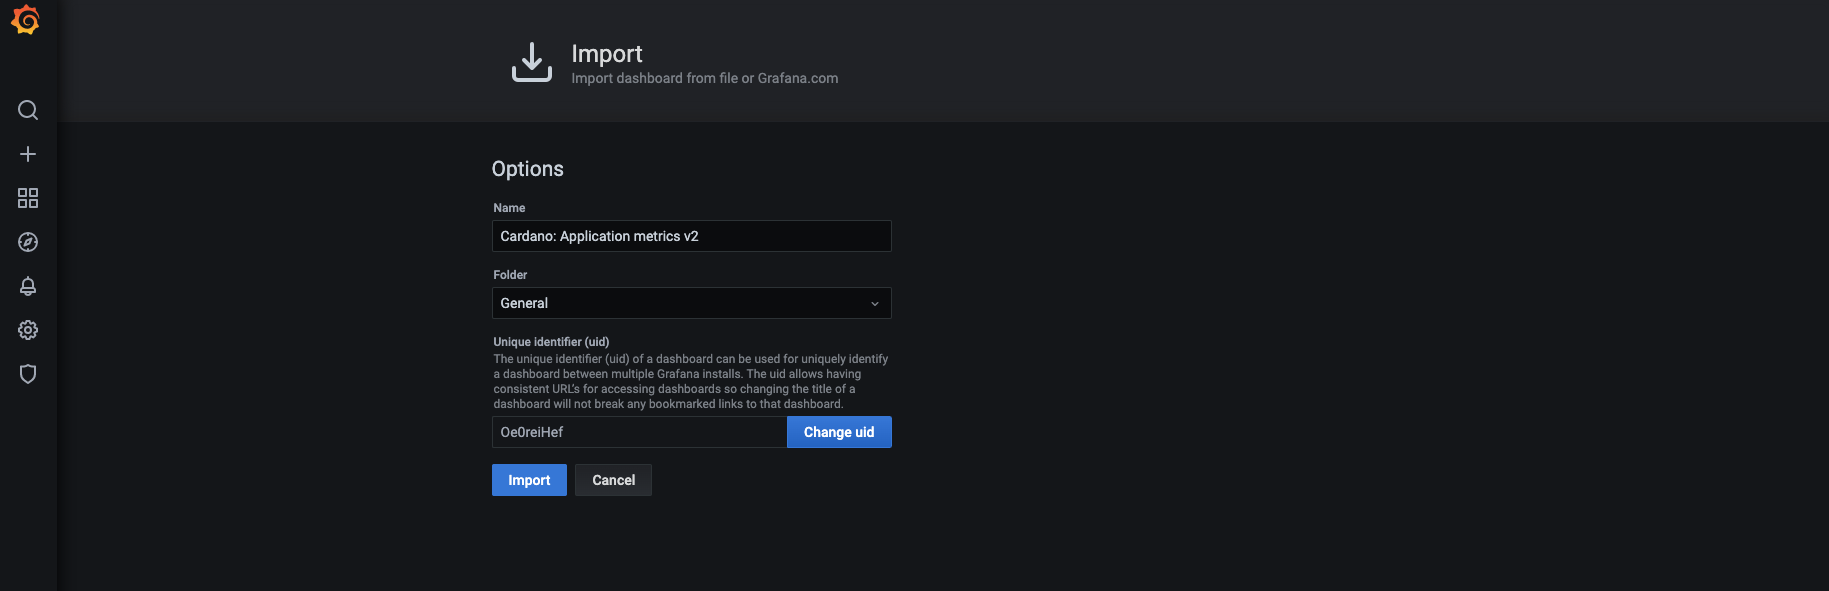 Import
Import dashboard from file or Grafana.com
Options
Name
Cardano: Application metrics v2
Folder
General
Unique identifier (uid)
The unique identifier (uid) of a dashboard can be used for uniquely identify
a dashboard between multiple Grafana installs. The uid allows having
consistent URL's for accessing dashboards so changing the title of a
dashboard will not break any bookmarked links to that dashboard.
Oe0reiHef
Change uid
Import
Cancel